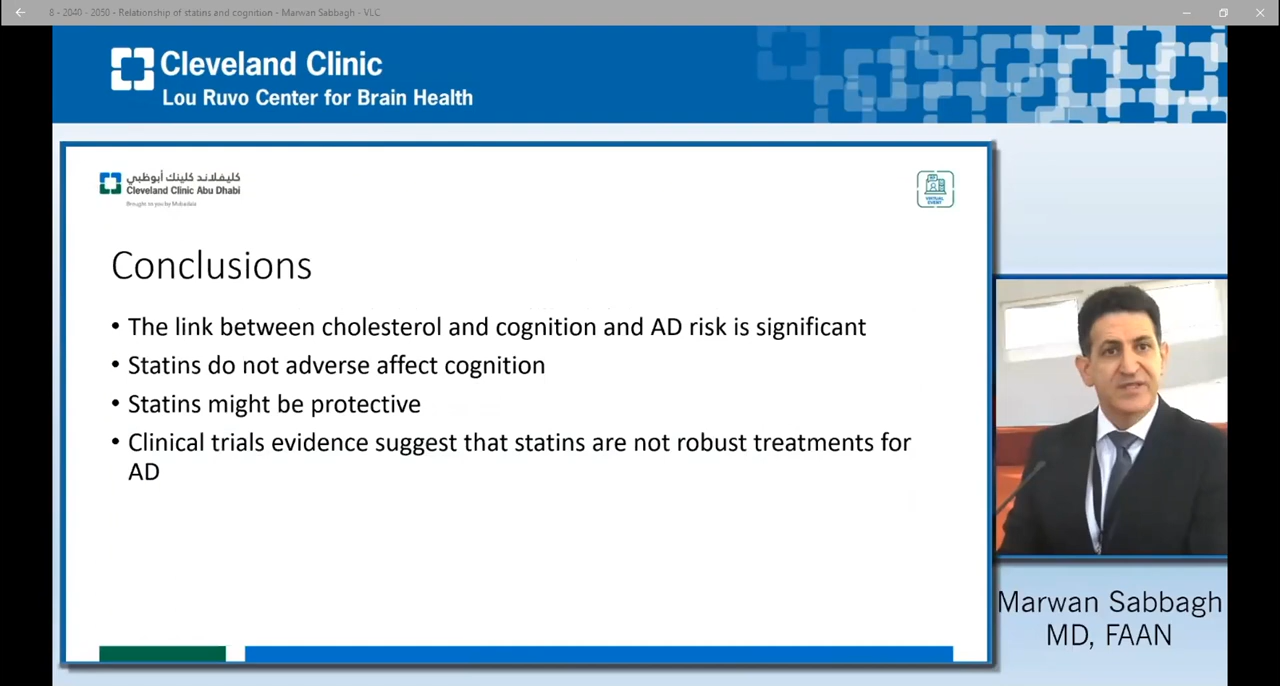 8 - 2040 - 2050 - Relationship of statins and cognition - Marwan Sabbagh - VLC
Cleveland Clinic
Lou Ruvo Center for Brain Health
كليفلاند كلينك أبوظبي
Cleveland Clinic Abu Dhabi
Brought to you by Mubadala
VIRTUAL
EVENT
Conclusions
• The link between cholesterol and cognition and AD risk is significant
• Statins do not adverse affect cognition
• Statins might be protective
• Clinical trials evidence suggest that statins are not robust treatments for
AD
Marwan Sabbagh
MD, FAAN